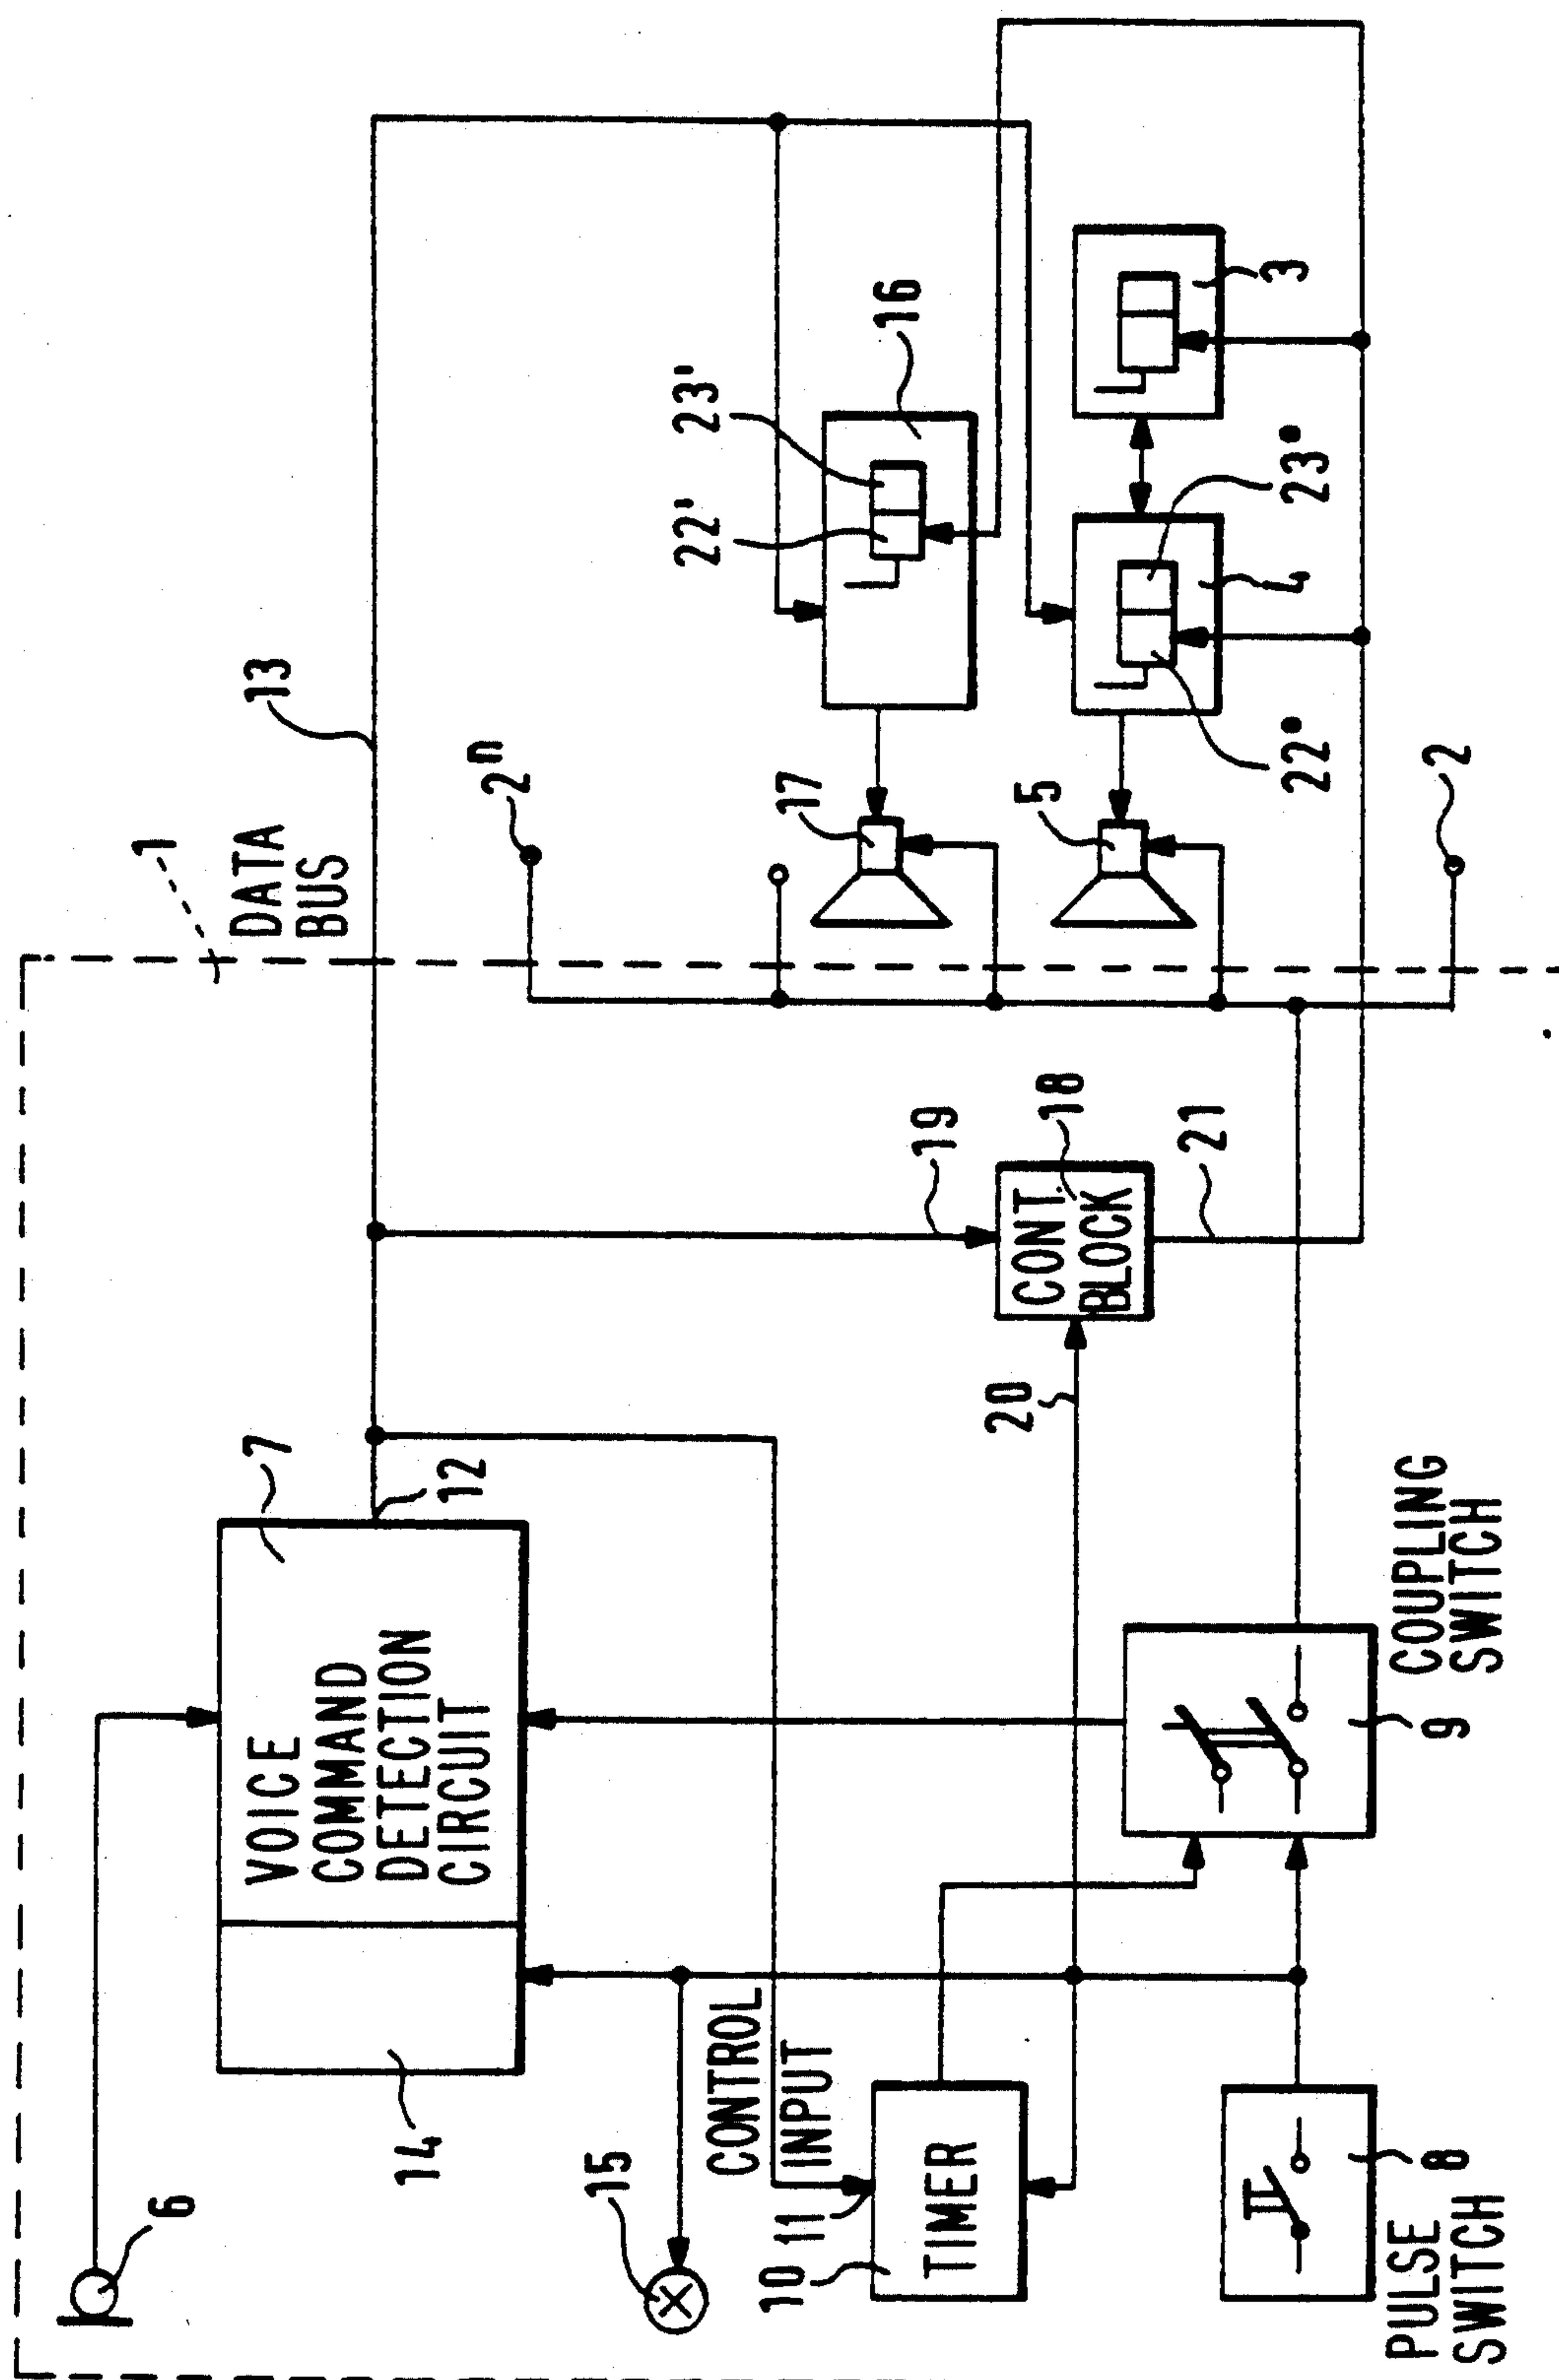 1
DATA
BUS
13
2n
23'
22'
16
17
5
3
23"
4
22"
2
7
VOICE
COMMAND
DETECTION
CIRCUIT
12
14
6
15
19
CONT.
BLOCK
18
20
21
CONTROL
INPUT
11
10
TIMER
COUPLING
SWITCH
9
8
PULSE
SWITCH